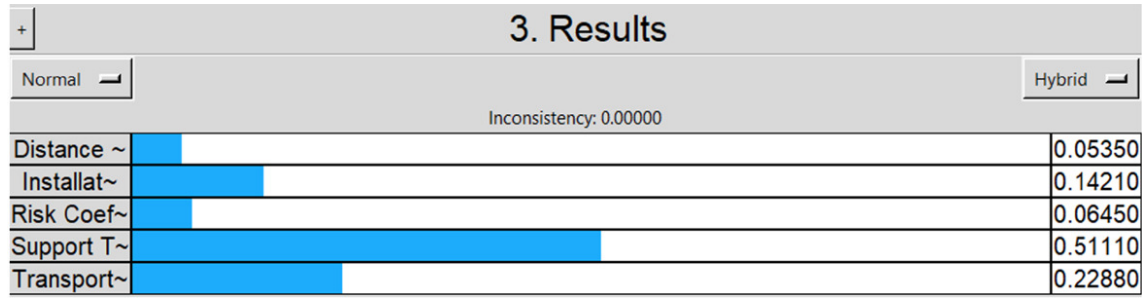 +
3. Results
Normal
Hybrid
Inconsistency: 0.00000
Distance ~ 0.05350
Installat~ 0.14210
Risk Coef~ 0.06450
Support T~ 0.51110
Transport~ 0.22880